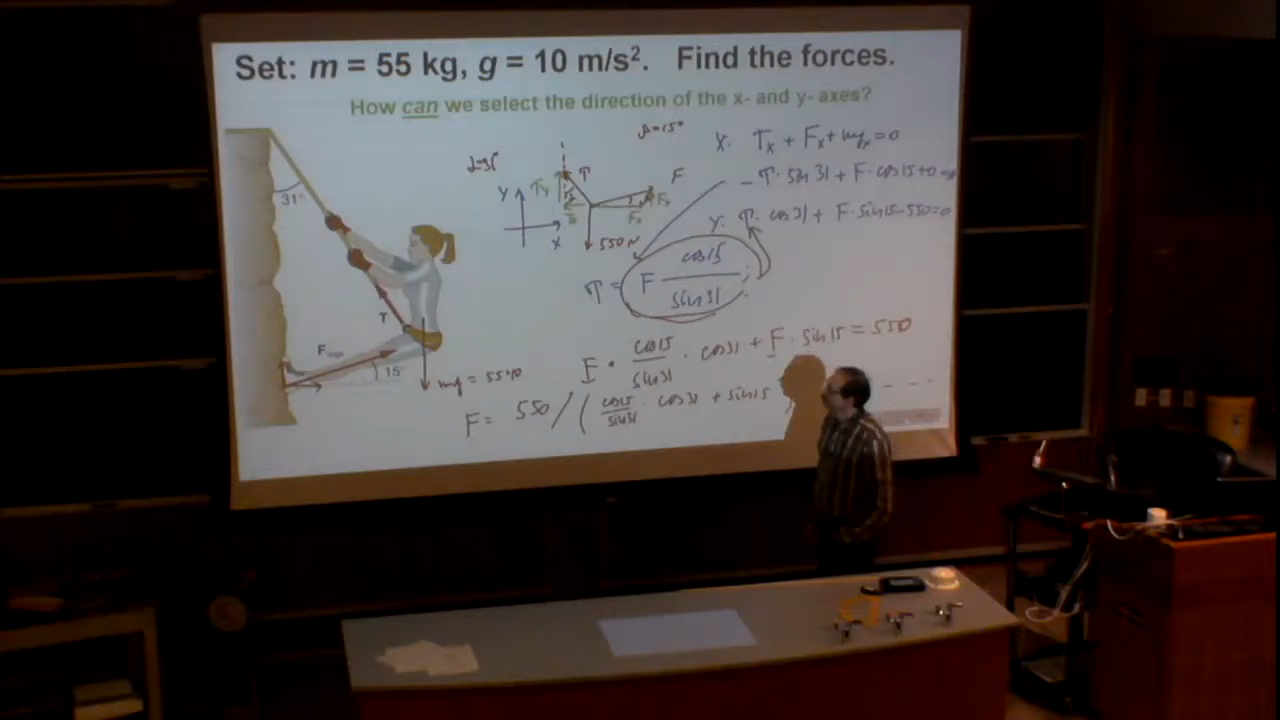 Set: m = 55 kg, g = 10 m/s². Find the forces.
How can we select the direction of the x- and y- axes?
β=15°
X: Tx + Fx + mgx = 0
- T · sin 31 + F · cos 15 + 0 =
Y: T · cos 31 + F · sin 15 - 550 = 0
31°
Y
X
Ty
T
F
Fx
550 N
T = F cos 15 / sin 31 ;
T
15
mg = 550
F · cos 15 / sin 31 · cos 31 + F · sin 15 = 550
F = 550 / ( cos 15 / sin 31 · cos 31 + sin 15